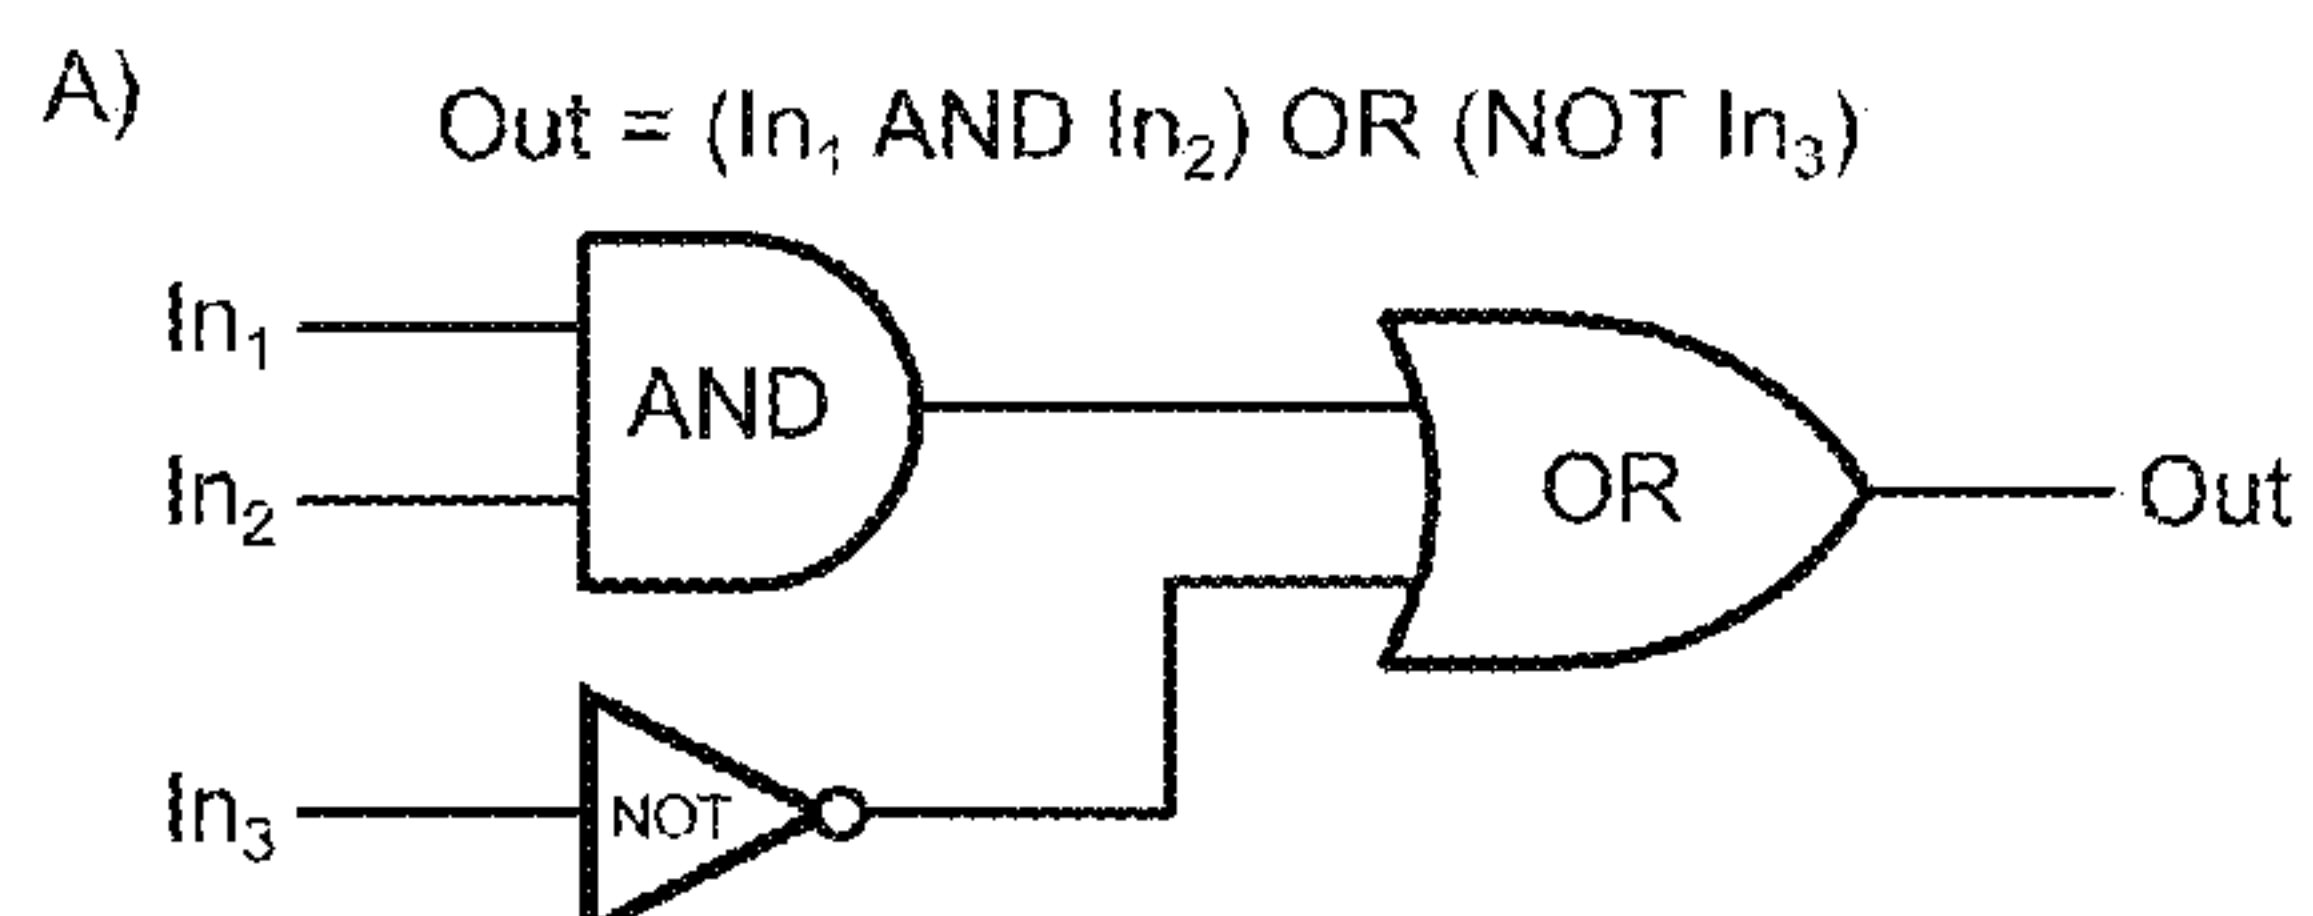 A)
Out = (In₁ AND In₂) OR (NOT In₃)
In₁
AND
In₂
OR
Out
In₃
NOT